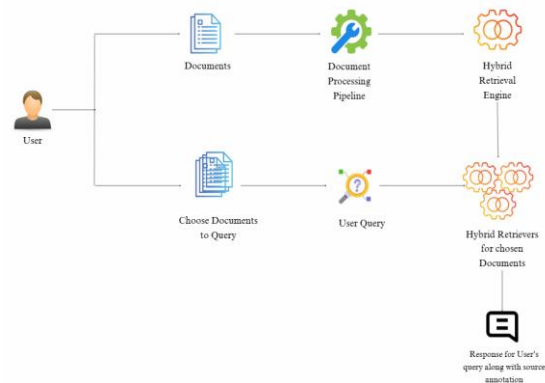 Documents
Document
Processing
Pipeline
Hybrid
Retrieval
Engine
User
Choose Documents
to Query
User Query
Hybrid Retrievers
for chosen
Documents
Response for User's
query along with source
annotation